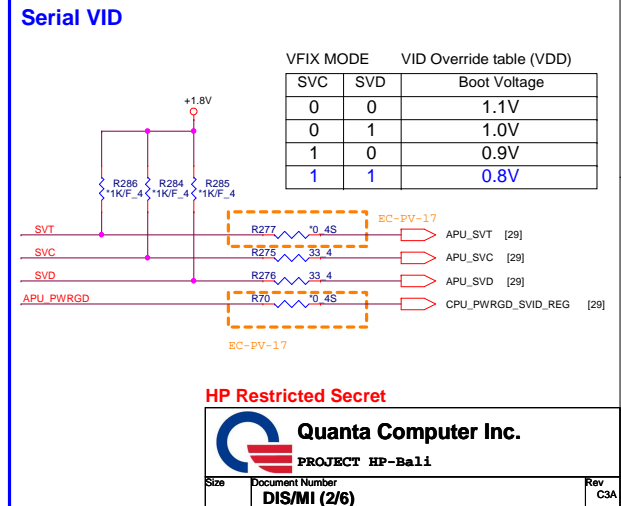 Serial VID
VFIX MODE VID Override table (VDD)
SVC SVD Boot Voltage
0 0 1.1V
0 1 1.0V
1 0 0.9V
1 1 0.8V
+1.8V
R286 R284 R285
*1K/F_4 *1K/F_4 *1K/F_4
EC-PV-17
SVT R277 *0_4S APU_SVT [29]
SVC R275 33_4 APU_SVC [29]
SVD R276 33_4 APU_SVD [29]
APU_PWRGD R70 *0_4S CPU_PWRGD_SVID_REG [29]
EC-PV-17
HP Restricted Secret
Quanta Computer Inc.
PROJECT HP-Bali
Size Document Number Rev
DIS/MI (2/6) C3A